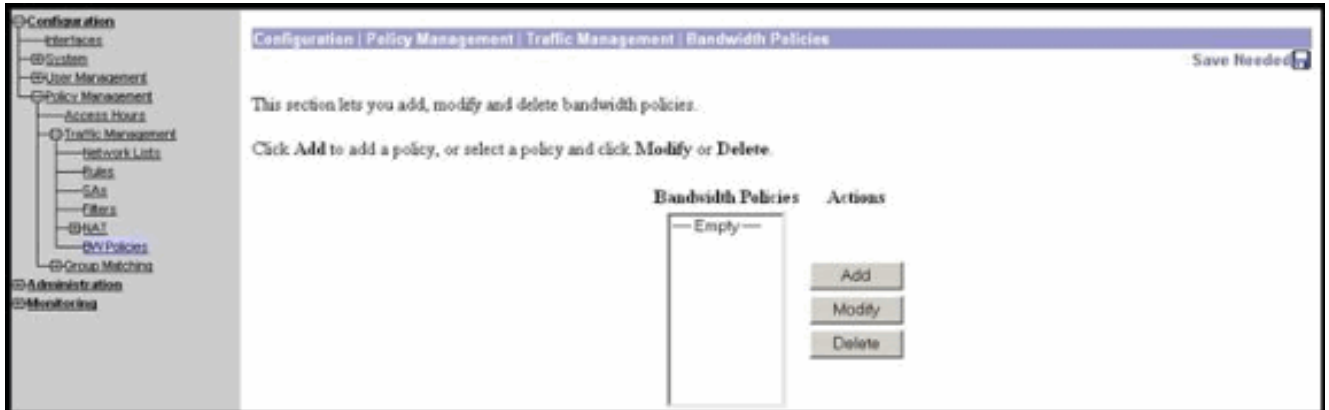 Configuration
Interfaces
System
User Management
Policy Management
Access Hours
Traffic Management
Network Lists
Rules
SAs
Filters
NAT
BW Policies
Group Matching
Administration
Monitoring
Configuration | Policy Management | Traffic Management | Bandwidth Policies
Save Needed
This section lets you add, modify and delete bandwidth policies.
Click Add to add a policy, or select a policy and click Modify or Delete.
Bandwidth Policies Actions
— Empty —
Add
Modify
Delete